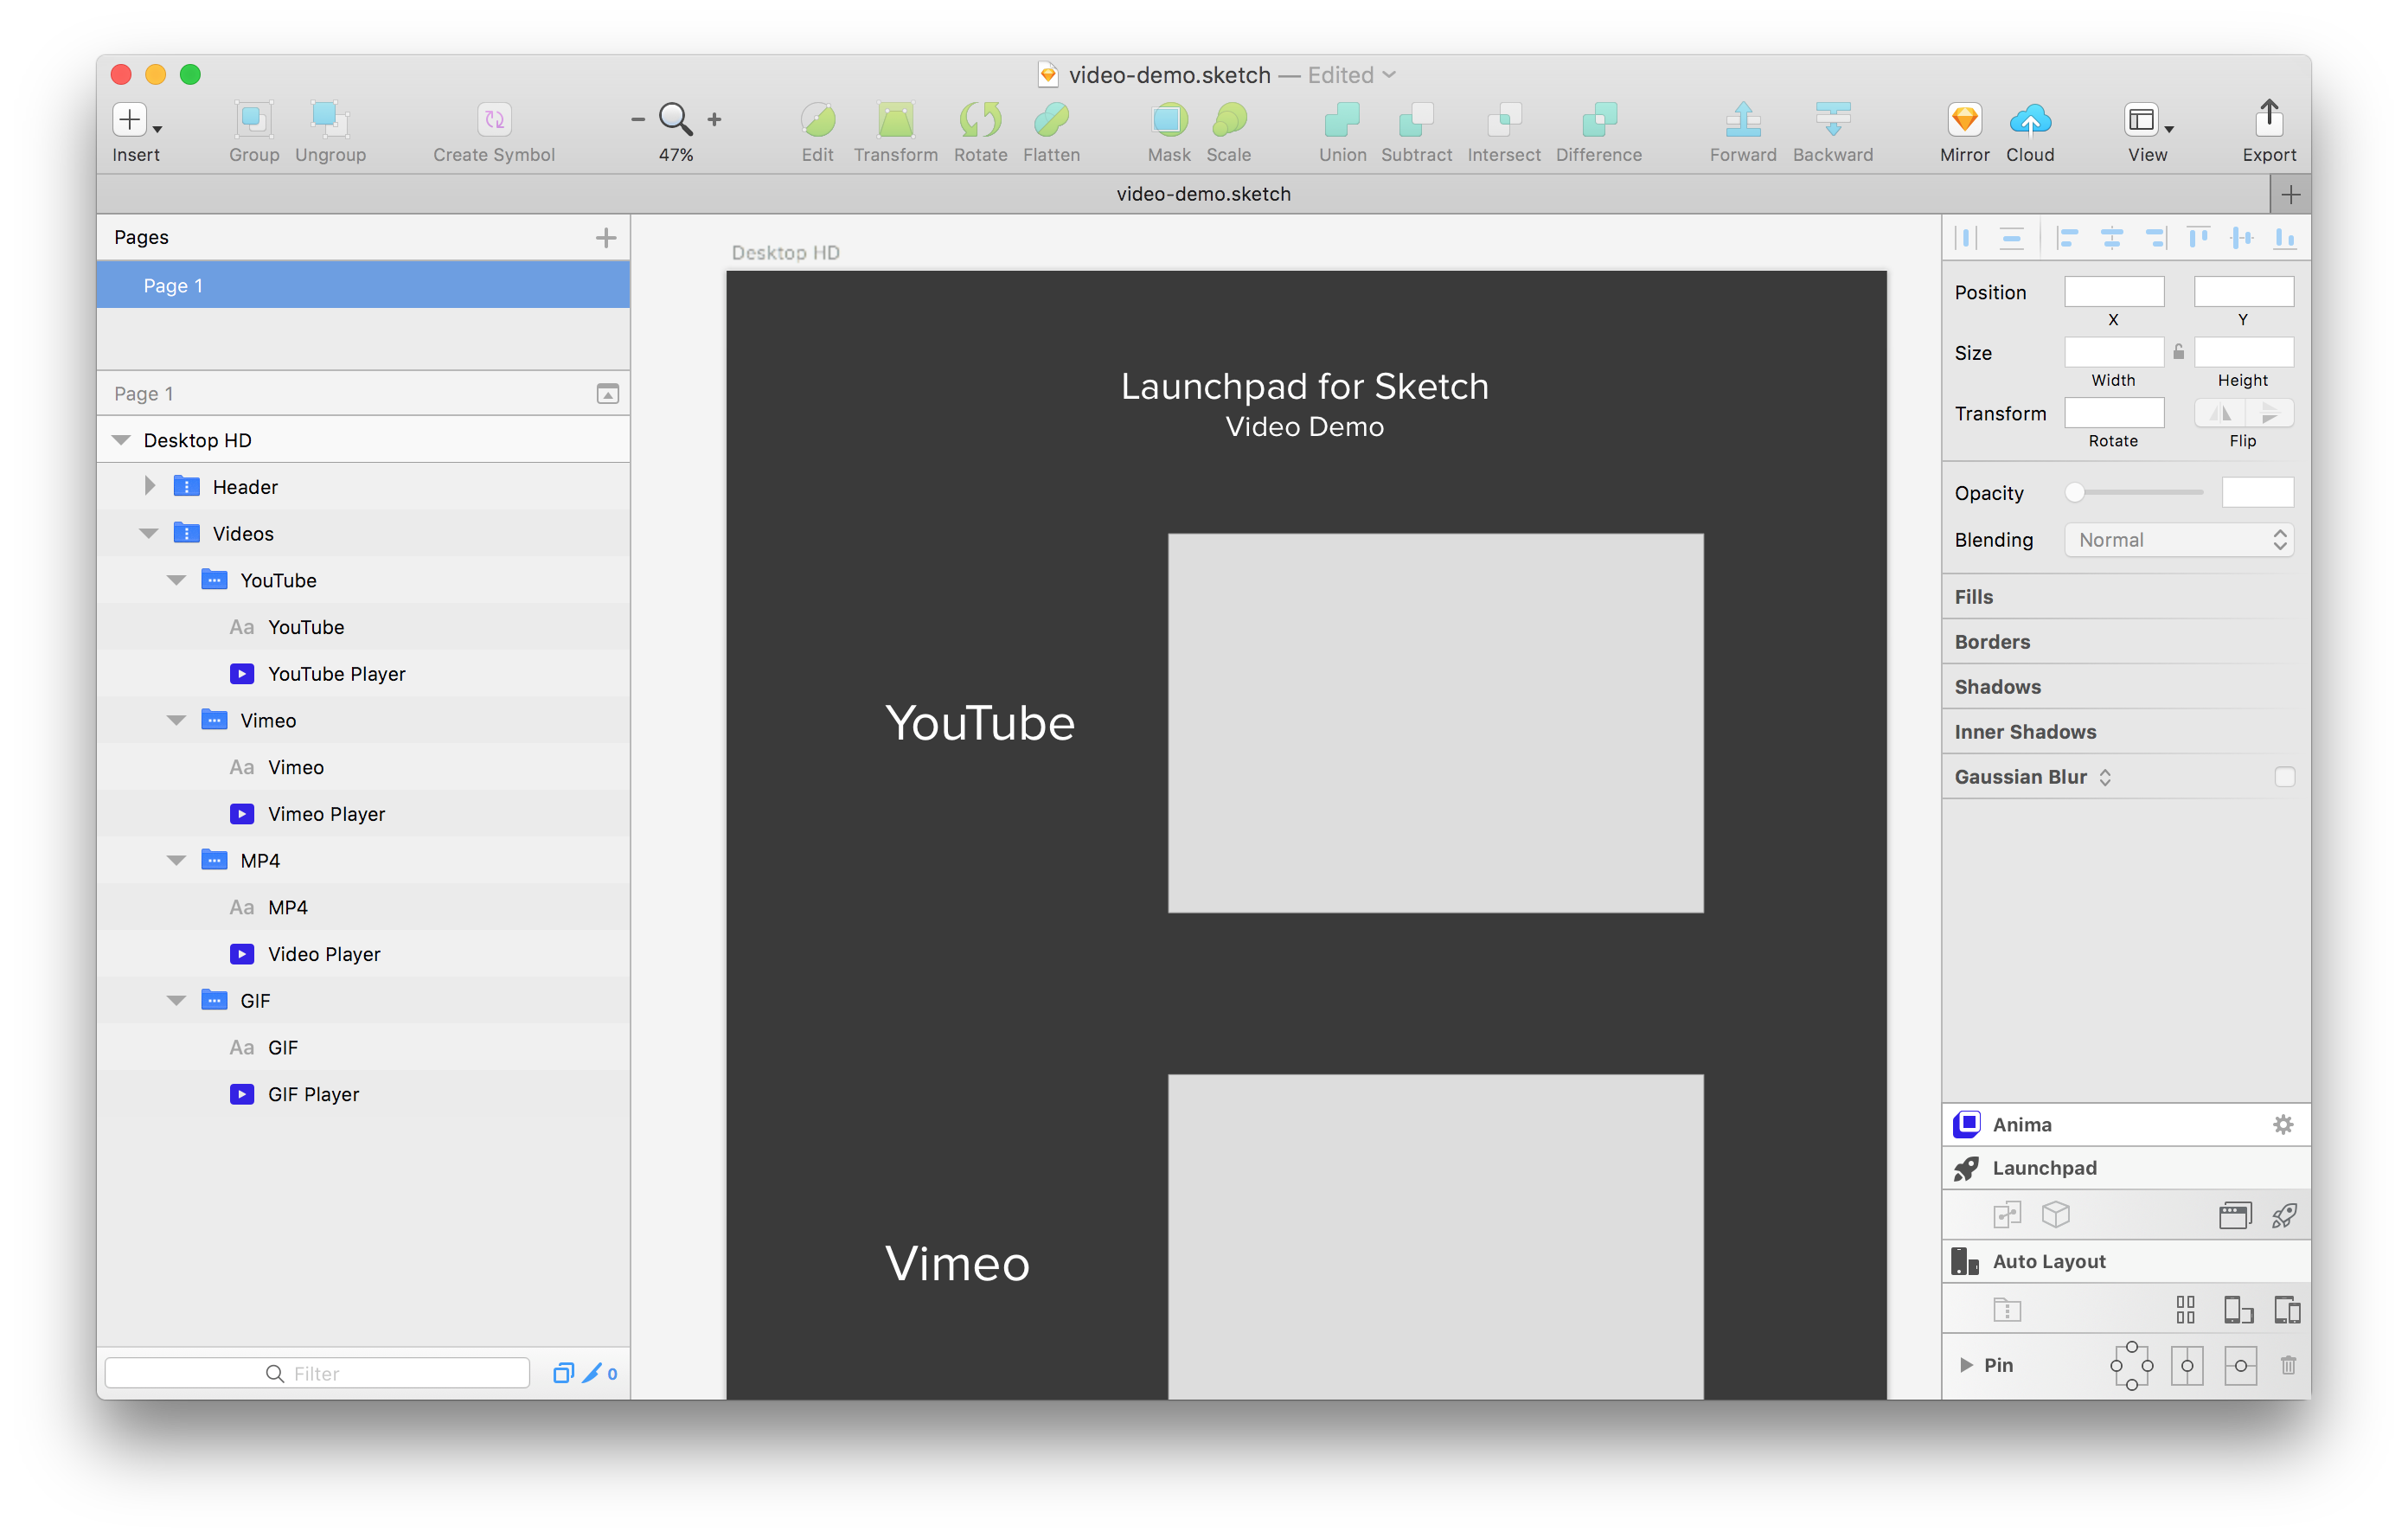 video-demo.sketch — Edited
Insert
Group
Ungroup
Create Symbol
47%
Edit
Transform
Rotate
Flatten
Mask
Scale
Union
Subtract
Intersect
Difference
Forward
Backward
Mirror
Cloud
View
Export
video-demo.sketch
Pages
Page 1
Page 1
Desktop HD
Header
Videos
YouTube
Aa YouTube
YouTube Player
Vimeo
Aa Vimeo
Vimeo Player
MP4
Aa MP4
Video Player
GIF
Aa GIF
GIF Player
Filter
0
Desktop HD
Launchpad for Sketch
Video Demo
YouTube
Vimeo
Position
X
Y
Size
Width
Height
Transform
Rotate
Flip
Opacity
Blending
Normal
Fills
Borders
Shadows
Inner Shadows
Gaussian Blur
Anima
Launchpad
Auto Layout
Pin